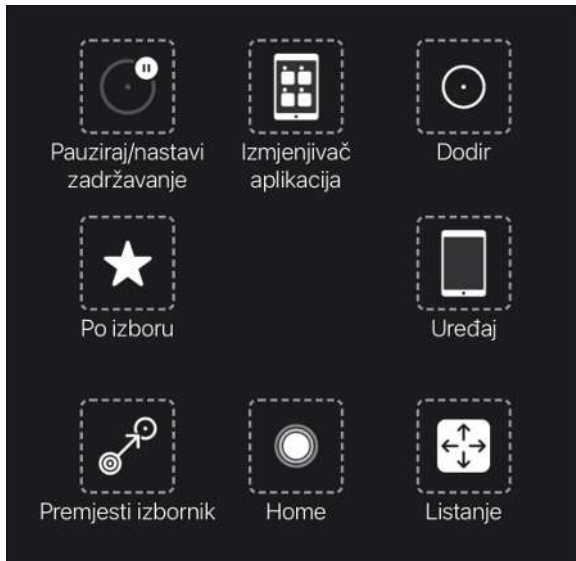 Pauziraj/nastavi
zadržavanje
Izmjenjivač
aplikacija
Dodir
Po izboru
Uređaj
Premjesti izbornik
Home
Listanje